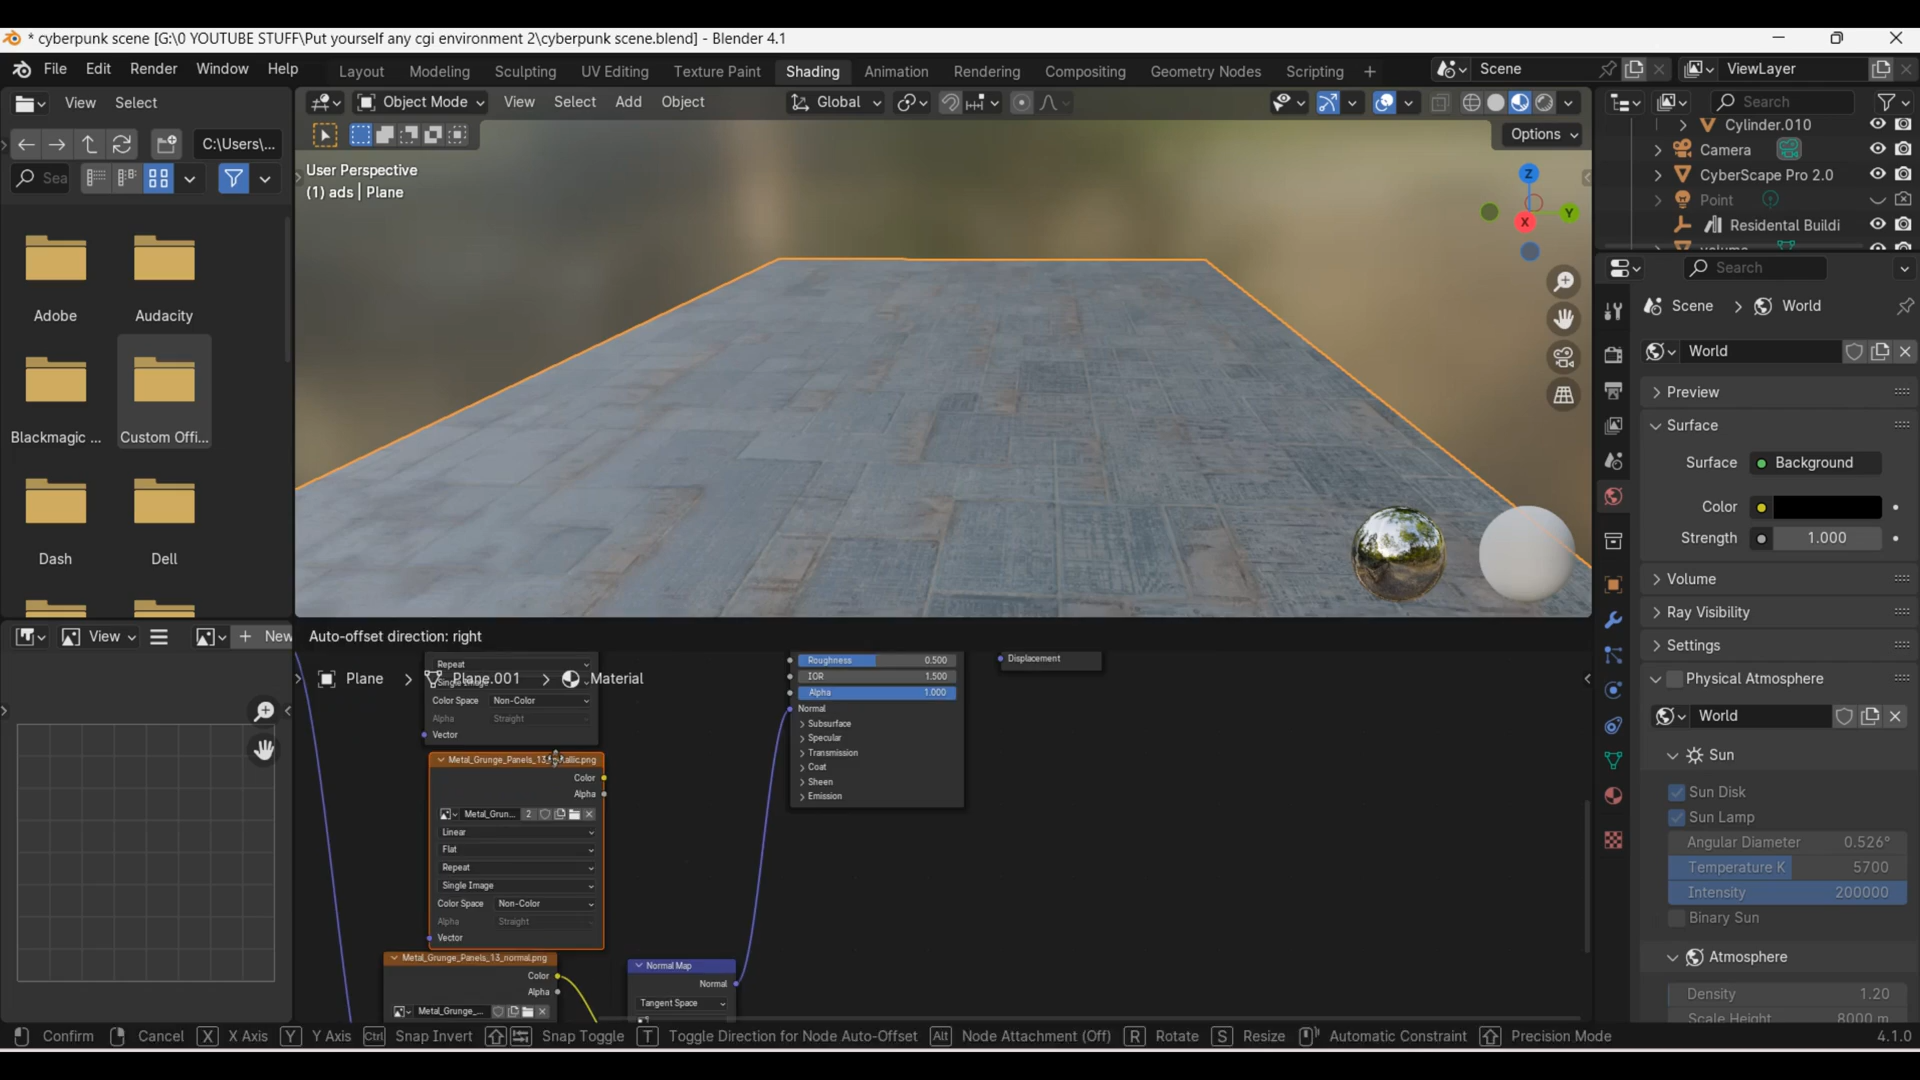 * cyberpunk scene [G:\0 YOUTUBE STUFF\Put yourself any cgi environment 2\cyberpunk scene.blend] - Blender 4.1
File Edit Render Window Help
Layout Modeling Sculpting UV Editing Texture Paint Shading Animation Rendering Compositing Geometry Nodes Scripting +
Scene
ViewLayer
View Select
Object Mode View Select Add Object
Global
Search
Cylinder.010
Camera
CyberScape Pro 2.0
Point
Residental Buildi
C:\Users\...
Sea
Options
User Perspective
(1) ads | Plane
Z
Y
X
Adobe Audacity
Blackmagic ... Custom Offi...
Dash Dell
Search
Scene > World
World
Preview
Surface
Surface Background
Color
Strength 1.000
Volume
Ray Visibility
Settings
Physical Atmosphere
World
Sun
Sun Disk
Sun Lamp
Angular Diameter 0.526°
Temperature K 5700
Intensity 200000
Binary Sun
Atmosphere
Density 1.20
Scale Height 8000 m
View
+ New
Auto-offset direction: right
Plane > Plane.001 > Material
Repeat
Color Space Non-Color
Alpha Straight
Vector
Color
Alpha
Metal_Grun... 2
Linear
Flat
Repeat
Single Image
Color Space Non-Color
Alpha Straight
Vector
Metal_Grunge_Panels_13_normal.png
Color
Alpha
Metal_Grunge_...
Normal Map
Normal
Tangent Space
Roughness 0.500
IOR 1.500
Alpha 1.000
Normal
Subsurface
Specular
Transmission
Coat
Sheen
Emission
Displacement
Confirm Cancel X X Axis Y Y Axis Ctrl Snap Invert Snap Toggle T Toggle Direction for Node Auto-Offset Alt Node Attachment (Off) R Rotate S Resize Automatic Constraint Precision Mode
4.1.0